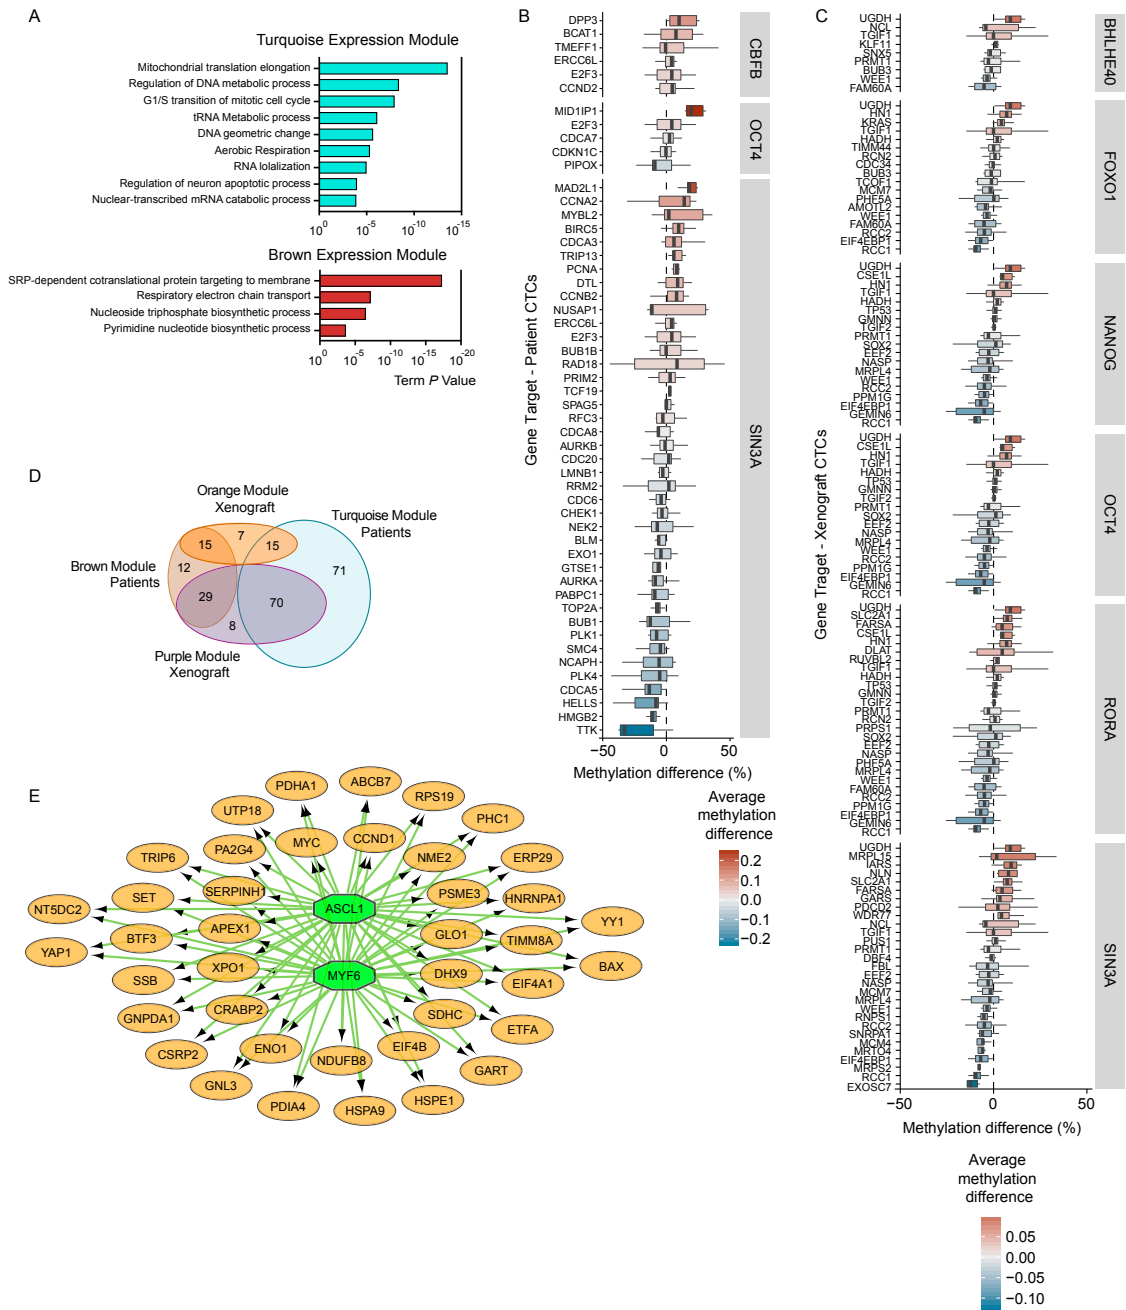 A
Turquoise Expression Module
Mitochondrial translation elongation
Regulation of DNA metabolic process
G1/S transition of mitotic cell cycle
tRNA Metabolic process
DNA geometric change
Aerobic Respiration
RNA lolalization
Regulation of neuron apoptotic process
Nuclear-transcribed mRNA catabolic process
10^0 10^-5 10^-10 10^-15
Brown Expression Module
SRP-dependent cotranslational protein targeting to membrane
Respiratory electron chain transport
Nucleoside triphosphate biosynthetic process
Pyrimidine nucleotide biosynthetic process
10^0 10^-5 10^-10 10^-15 10^-20
Term P Value
B
Gene Target - Patient CTCs
DPP3
BCAT1
TMEFF1
ERCC6L
E2F3
CCND2
CBFB
MID1IP1
E2F3
CDCA7
CDKN1C
PIPOX
OCT4
MAD2L1
CCNA2
MYBL2
BIRC5
CDCA3
TRIP13
PCNA
DTL
CCNB2
NUSAP1
ERCC6L
E2F3
BUB1B
RAD18
PRIM2
TCF19
SPAG5
RFC3
CDCA8
AURKB
CDC20
LMNB1
RRM2
CDC6
CHEK1
NEK2
BLM
EXO1
GTSE1
AURKA
PABPC1
TOP2A
BUB1
PLK1
SMC4
NCAPH
PLK4
CDCA5
HELLS
HMGB2
TTK
SIN3A
−50 0 50
Methylation difference (%)
Average
methylation
difference
0.2
0.1
0.0
−0.1
−0.2
C
Gene Traget - Xenograft CTCs
UGDH
NCL
TGIF1
KLF11
SNX5
PRMT1
BUB3
WEE1
FAM60A
BHLHE40
UGDH
HN1
KRAS
TGIF1
HADH
TIMM44
RCN2
CDC34
BUB3
TCOF1
MCM7
PHF5A
AMOTL2
WEE1
FAM60A
RCC2
EIF4EBP1
RCC1
FOXO1
UGDH
CSE1L
HN1
TGIF1
HADH
TP53
GMNN
TGIF2
PRMT1
SOX2
EEF2
NASP
MRPL4
WEE1
RCC2
PPM1G
EIF4EBP1
GEMIN6
RCC1
NANOG
UGDH
CSE1L
HN1
TGIF1
HADH
TP53
GMNN
TGIF2
PRMT1
SOX2
EEF2
NASP
MRPL4
WEE1
RCC2
PPM1G
EIF4EBP1
GEMIN6
RCC1
OCT4
UGDH
SLC2A1
FARSA
CSE1L
HN1
DLAT
RUVBL2
TGIF1
HADH
TP53
GMNN
TGIF2
PRMT1
RCN2
PRPS1
SOX2
EEF2
NASP
PHF5A
MRPL4
WEE1
FAM60A
RCC2
PPM1G
EIF4EBP1
GEMIN6
RCC1
RORA
UGDH
MRPL15
IARS
NLN
SLC2A1
FARSA
GARS
PDCD2
WDR77
NCL
TGIF1
PUS1
PRMT1
DBF4
FBL
EEF2
NASP
MCM7
MRPL4
WEE1
RNPS1
RCC2
SNRPA1
MCM4
MRTO4
EIF4EBP1
MRPS2
RCC1
EXOSC7
SIN3A
−50 0 50
Methylation difference (%)
Average
methylation
difference
0.05
0.00
−0.05
−0.10
D
Orange Module
Xenograft
Turquoise Module
Patients
Brown Module
Patients
Purple Module
Xenograft
15 7 15
12 71
29 70
8
E
PDHA1 ABCB7
UTP18 RPS19
MYC CCND1 PHC1
PA2G4 NME2
TRIP6 ERP29
SERPINH1 PSME3
SET HNRNPA1
NT5DC2 ASCL1 YY1
APEX1 GLO1
BTF3 TIMM8A
YAP1 XPO1 MYF6 DHX9 BAX
SSB EIF4A1
CRABP2 SDHC
GNPDA1 ETFA
CSRP2 ENO1 NDUFB8 EIF4B GART
GNL3 HSPE1
PDIA4 HSPA9